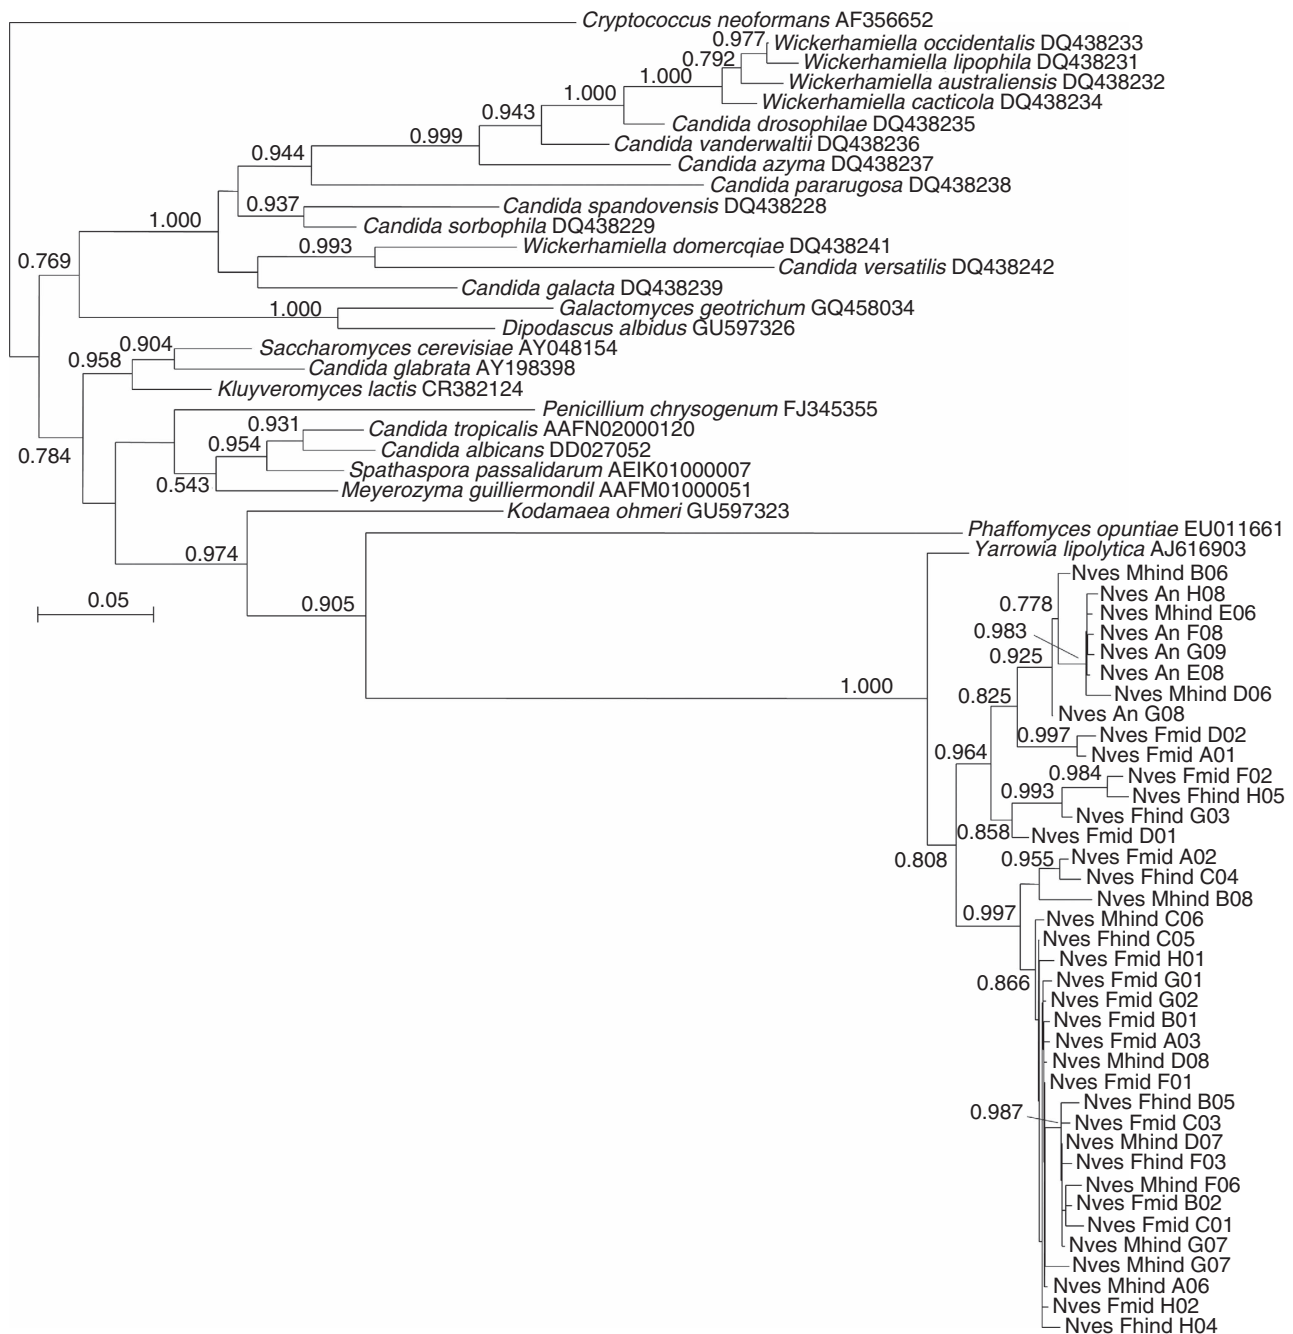 Cryptococcus neoformans AF356652
0.977
Wickerhamiella occidentalis DQ438233
0.792
Wickerhamiella lipophila DQ438231
1.000
Wickerhamiella australiensis DQ438232
1.000
Wickerhamiella cacticola DQ438234
0.943
Candida drosophilae DQ438235
0.999
Candida vanderwaltii DQ438236
0.944
Candida azyma DQ438237
Candida pararugosa DQ438238
0.937
Candida spandovensis DQ438228
1.000
Candida sorbophila DQ438229
0.993
Wickerhamiella domercqiae DQ438241
0.769
Candida versatilis DQ438242
Candida galacta DQ438239
1.000
Galactomyces geotrichum GQ458034
Dipodascus albidus GU597326
0.904
Saccharomyces cerevisiae AY048154
0.958
Candida glabrata AY198398
Kluyveromyces lactis CR382124
Penicillium chrysogenum FJ345355
0.931
Candida tropicalis AAFN02000120
0.954
Candida albicans DD027052
0.784
Spathaspora passalidarum AEIK01000007
0.543
Meyerozyma guilliermondil AAFM01000051
Kodamaea ohmeri GU597323
Phaffomyces opuntiae EU011661
0.974
Yarrowia lipolytica AJ616903
Nves Mhind B06
0.05
Nves An H08
0.905
0.778
Nves Mhind E06
0.983
Nves An F08
0.925
Nves An G09
Nves An E08
1.000
0.825
Nves Mhind D06
Nves An G08
0.997
Nves Fmid D02
0.964
Nves Fmid A01
0.984
Nves Fmid F02
0.993
Nves Fhind H05
Nves Fhind G03
0.858
Nves Fmid D01
0.808
0.955
Nves Fmid A02
Nves Fhind C04
Nves Mhind B08
0.997
Nves Mhind C06
Nves Fhind C05
Nves Fmid H01
0.866
Nves Fmid G01
Nves Fmid G02
Nves Fmid B01
Nves Fmid A03
Nves Mhind D08
Nves Fmid F01
Nves Fhind B05
0.987
Nves Fmid C03
Nves Mhind D07
Nves Fhind F03
Nves Mhind F06
Nves Fmid B02
Nves Fmid C01
Nves Mhind G07
Nves Mhind G07
Nves Mhind A06
Nves Fmid H02
Nves Fhind H04